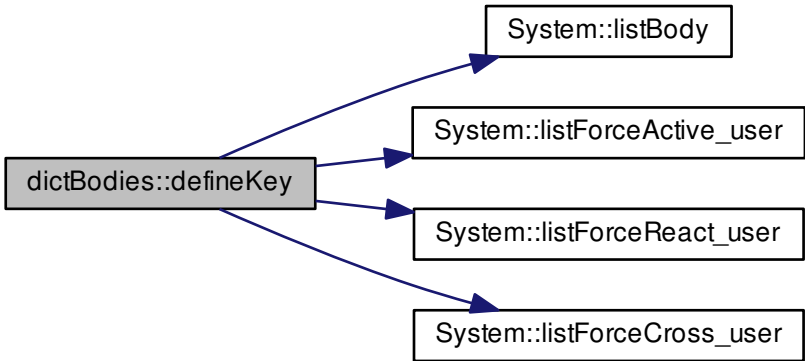 System::listBody
System::listForceActive_user
dictBodies::defineKey
System::listForceReact_user
System::listForceCross_user